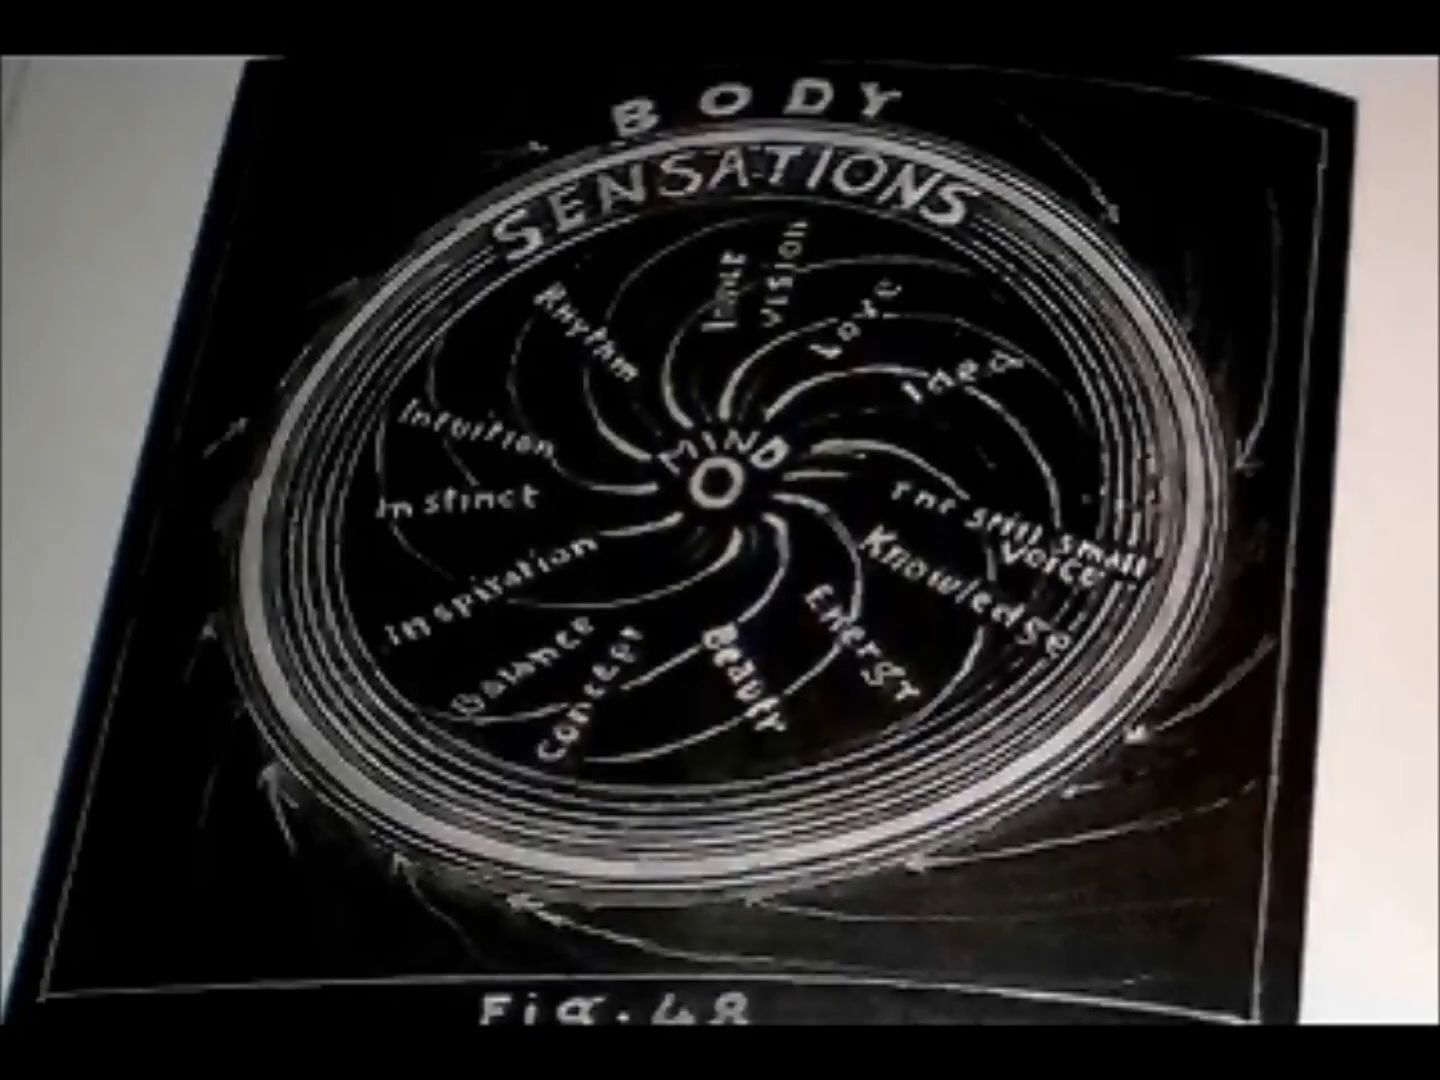 BODY
SENSATIONS
Inner
Vision
Love
Idea
The still small
Voice
Knowledge
Energy
Beauty
Concept
Balance
Inspiration
Instinct
Intuition
Rhythm
MIND
Fig. 48